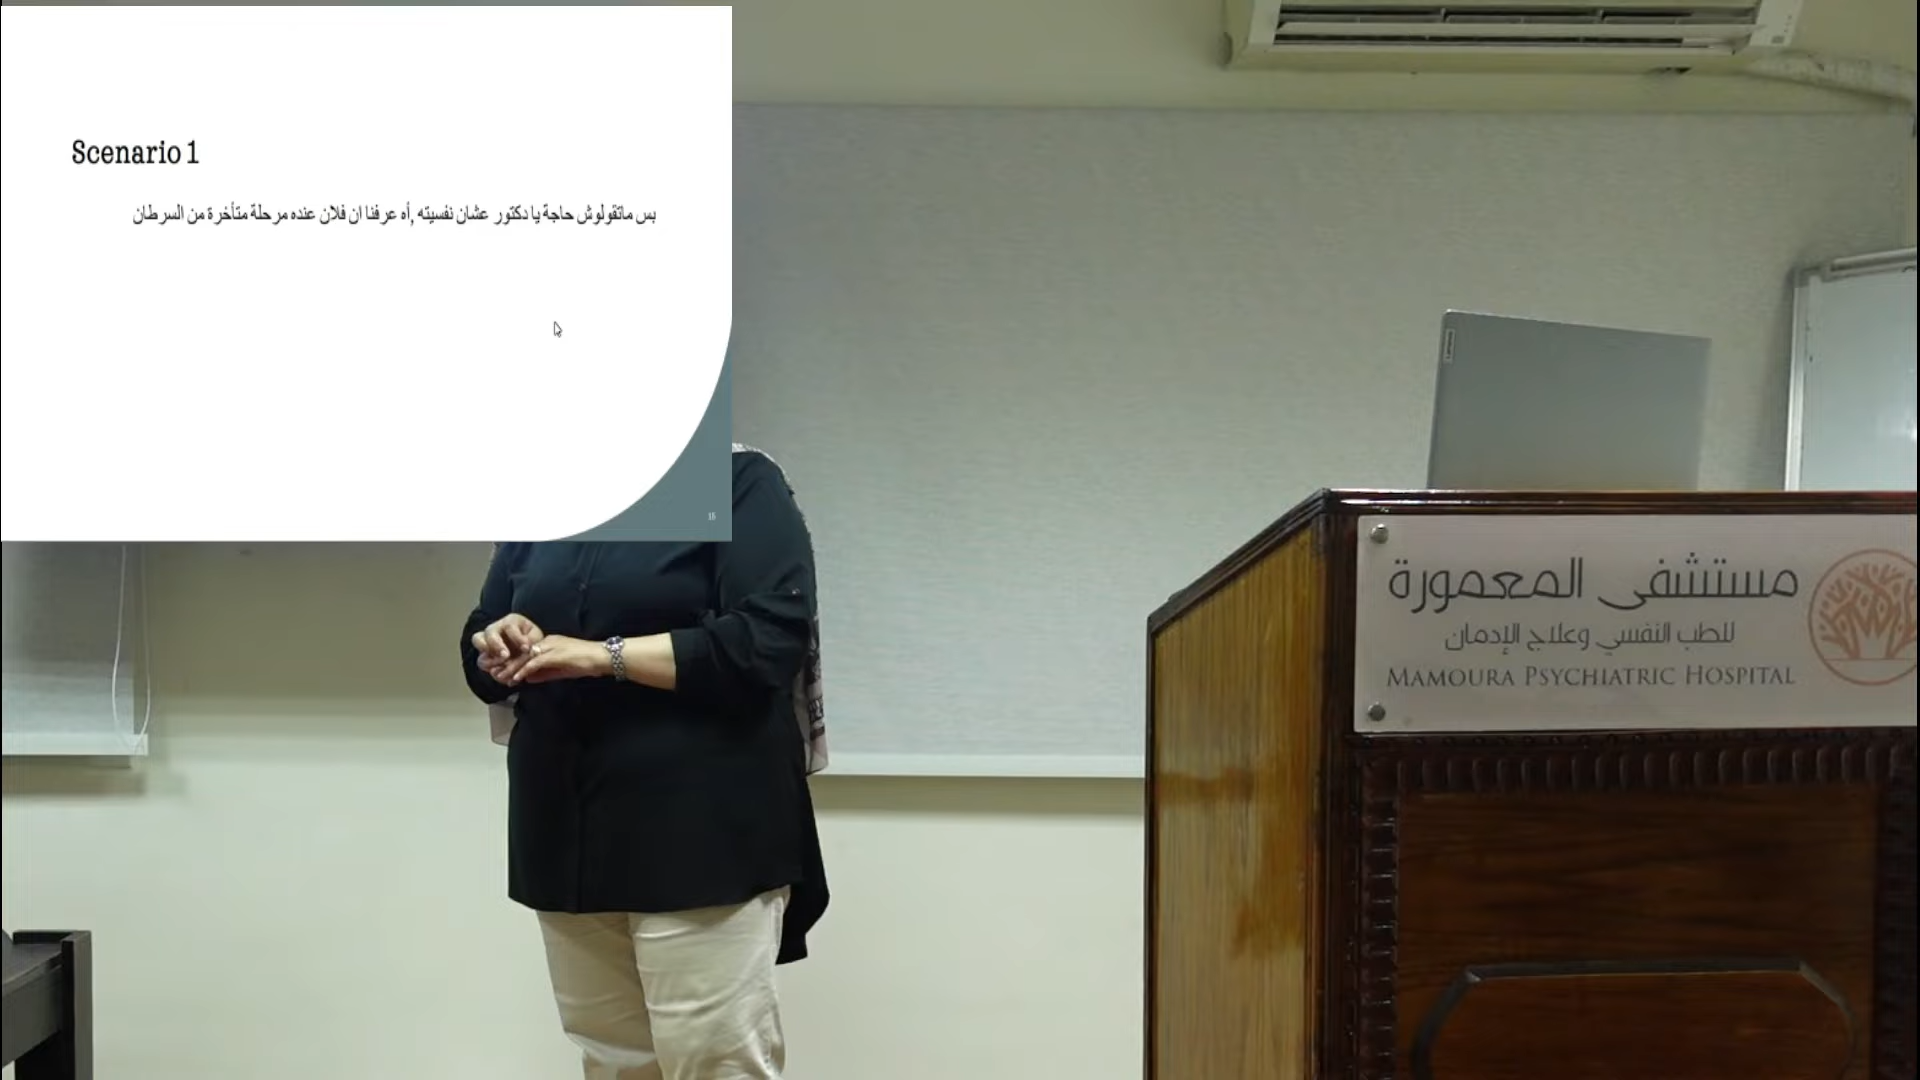 Scenario 1
بس ماتقولوش حاجة يا دكتور عشان نفسيته ,أه عرفنا ان فلان عنده مرحلة متأخرة من السرطان
15
مستشفى المعمورة
للطب النفسي وعلاج الإدمان
MAMOURA PSYCHIATRIC HOSPITAL